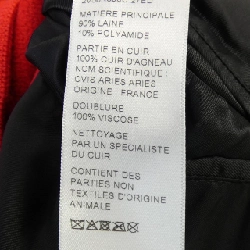 MATIÈRE PRINCIPALE
90% LAINE
10% POLYAMIDE
PARTIE EN CUIR
100% CUIR D'AGNEAU
NOM SCIENTIFIQUE:
OVIS ARIES ARIES
ORIGINE: FRANCE
DOUBLURE
100% VISCOSE
NETTOYAGE
PAR UN SPECIALISTE
DU CUIR
CONTIENT DES
PARTIES NON
TEXTILES D'ORIGINE
ANIMALE